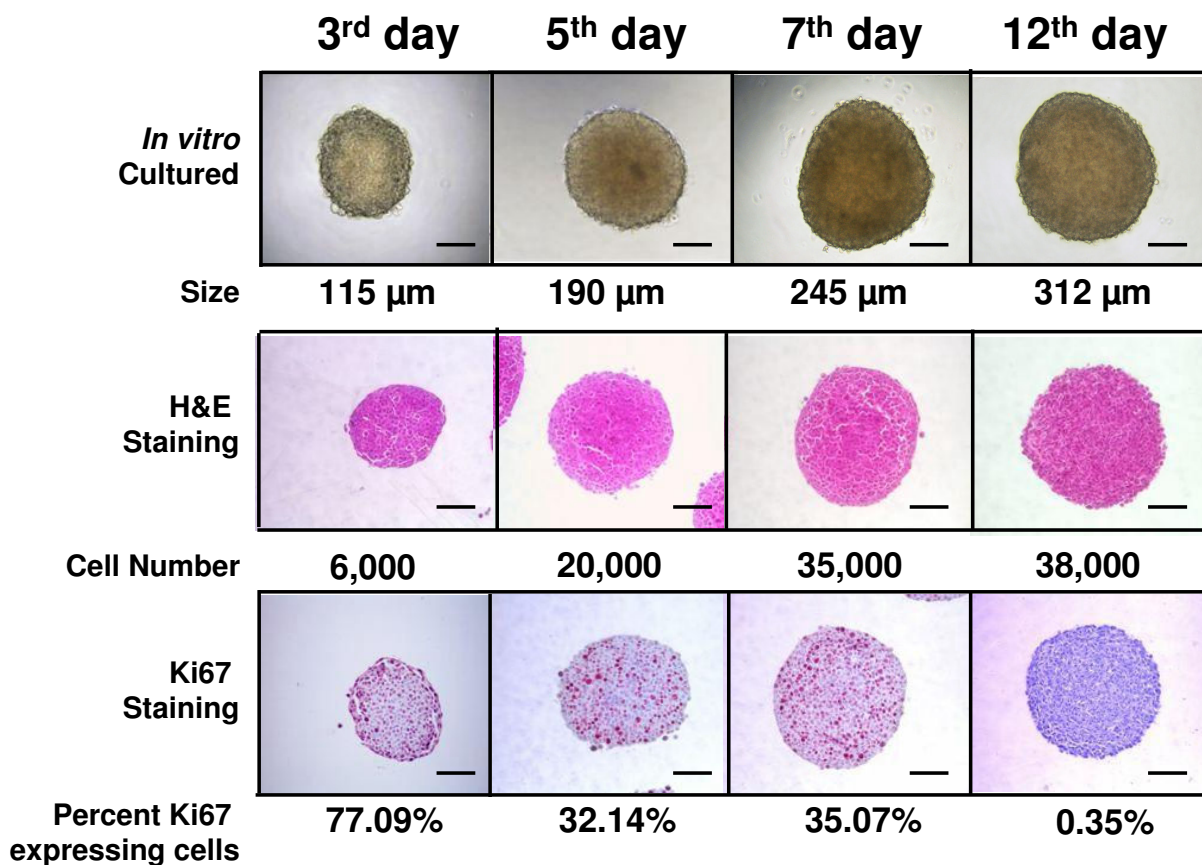 3rd day 5th day 7th day 12th day
In vitro
Cultured
Size 115 µm 190 µm 245 µm 312 µm
H&E
Staining
Cell Number 6,000 20,000 35,000 38,000
Ki67
Staining
Percent Ki67
expressing cells 77.09% 32.14% 35.07% 0.35%